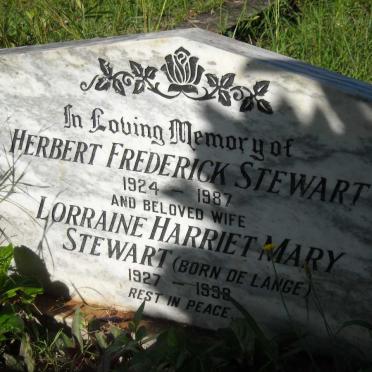 In Loving Memory of
HERBERT FREDERICK STEWART
1924 - 1987
AND BELOVED WIFE
LORRAINE HARRIET MARY
STEWART (BORN DE LANGE)
1927 - 1998
REST IN PEACE